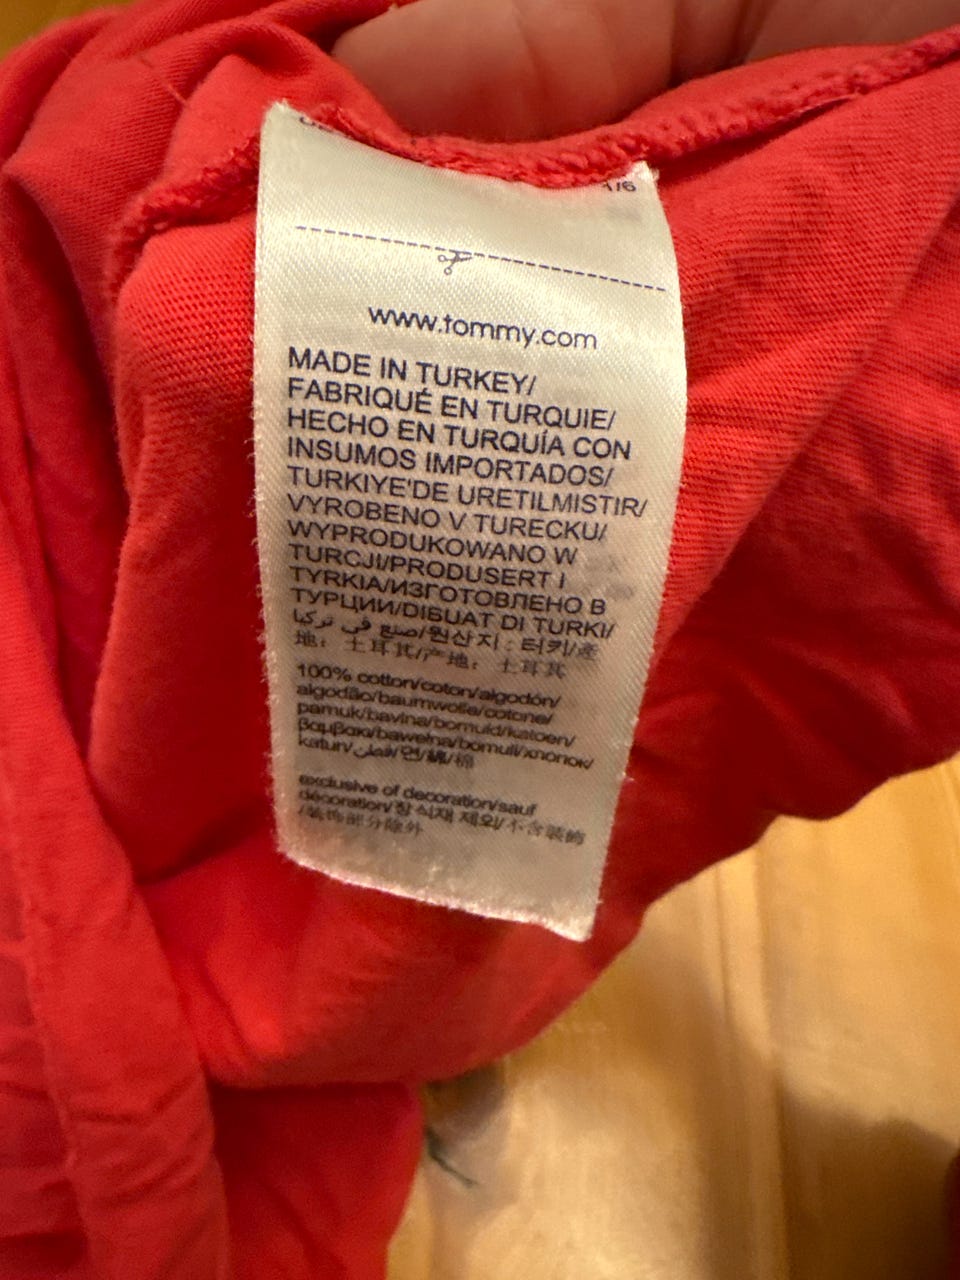 1/6
www.tommy.com
MADE IN TURKEY/
FABRIQUÉ EN TURQUIE/
HECHO EN TURQUÍA CON
INSUMOS IMPORTADOS/
TURKIYE'DE URETILMISTIR/
VYROBENO V TURECKU/
WYPRODUKOWANO W
TURCJI/PRODUSERT I
TYRKIA/ИЗГОТОВЛЕНО В
ТУРЦИИ/DIBUAT DI TURKI/
صنع في تركيا/원산지 : 터키/產
地： 土耳其/产地： 土耳其
100% cotton/coton/algodón/
algodão/baumwolle/cotone/
pamuk/bavlna/bomuld/katoen/
βαμβακι/bawełna/bomull/хлопок/
katun/قطن/면/綿/棉
exclusive of decoration/sauf
décoration/장식재 제외/不含裝飾
/装饰部分除外